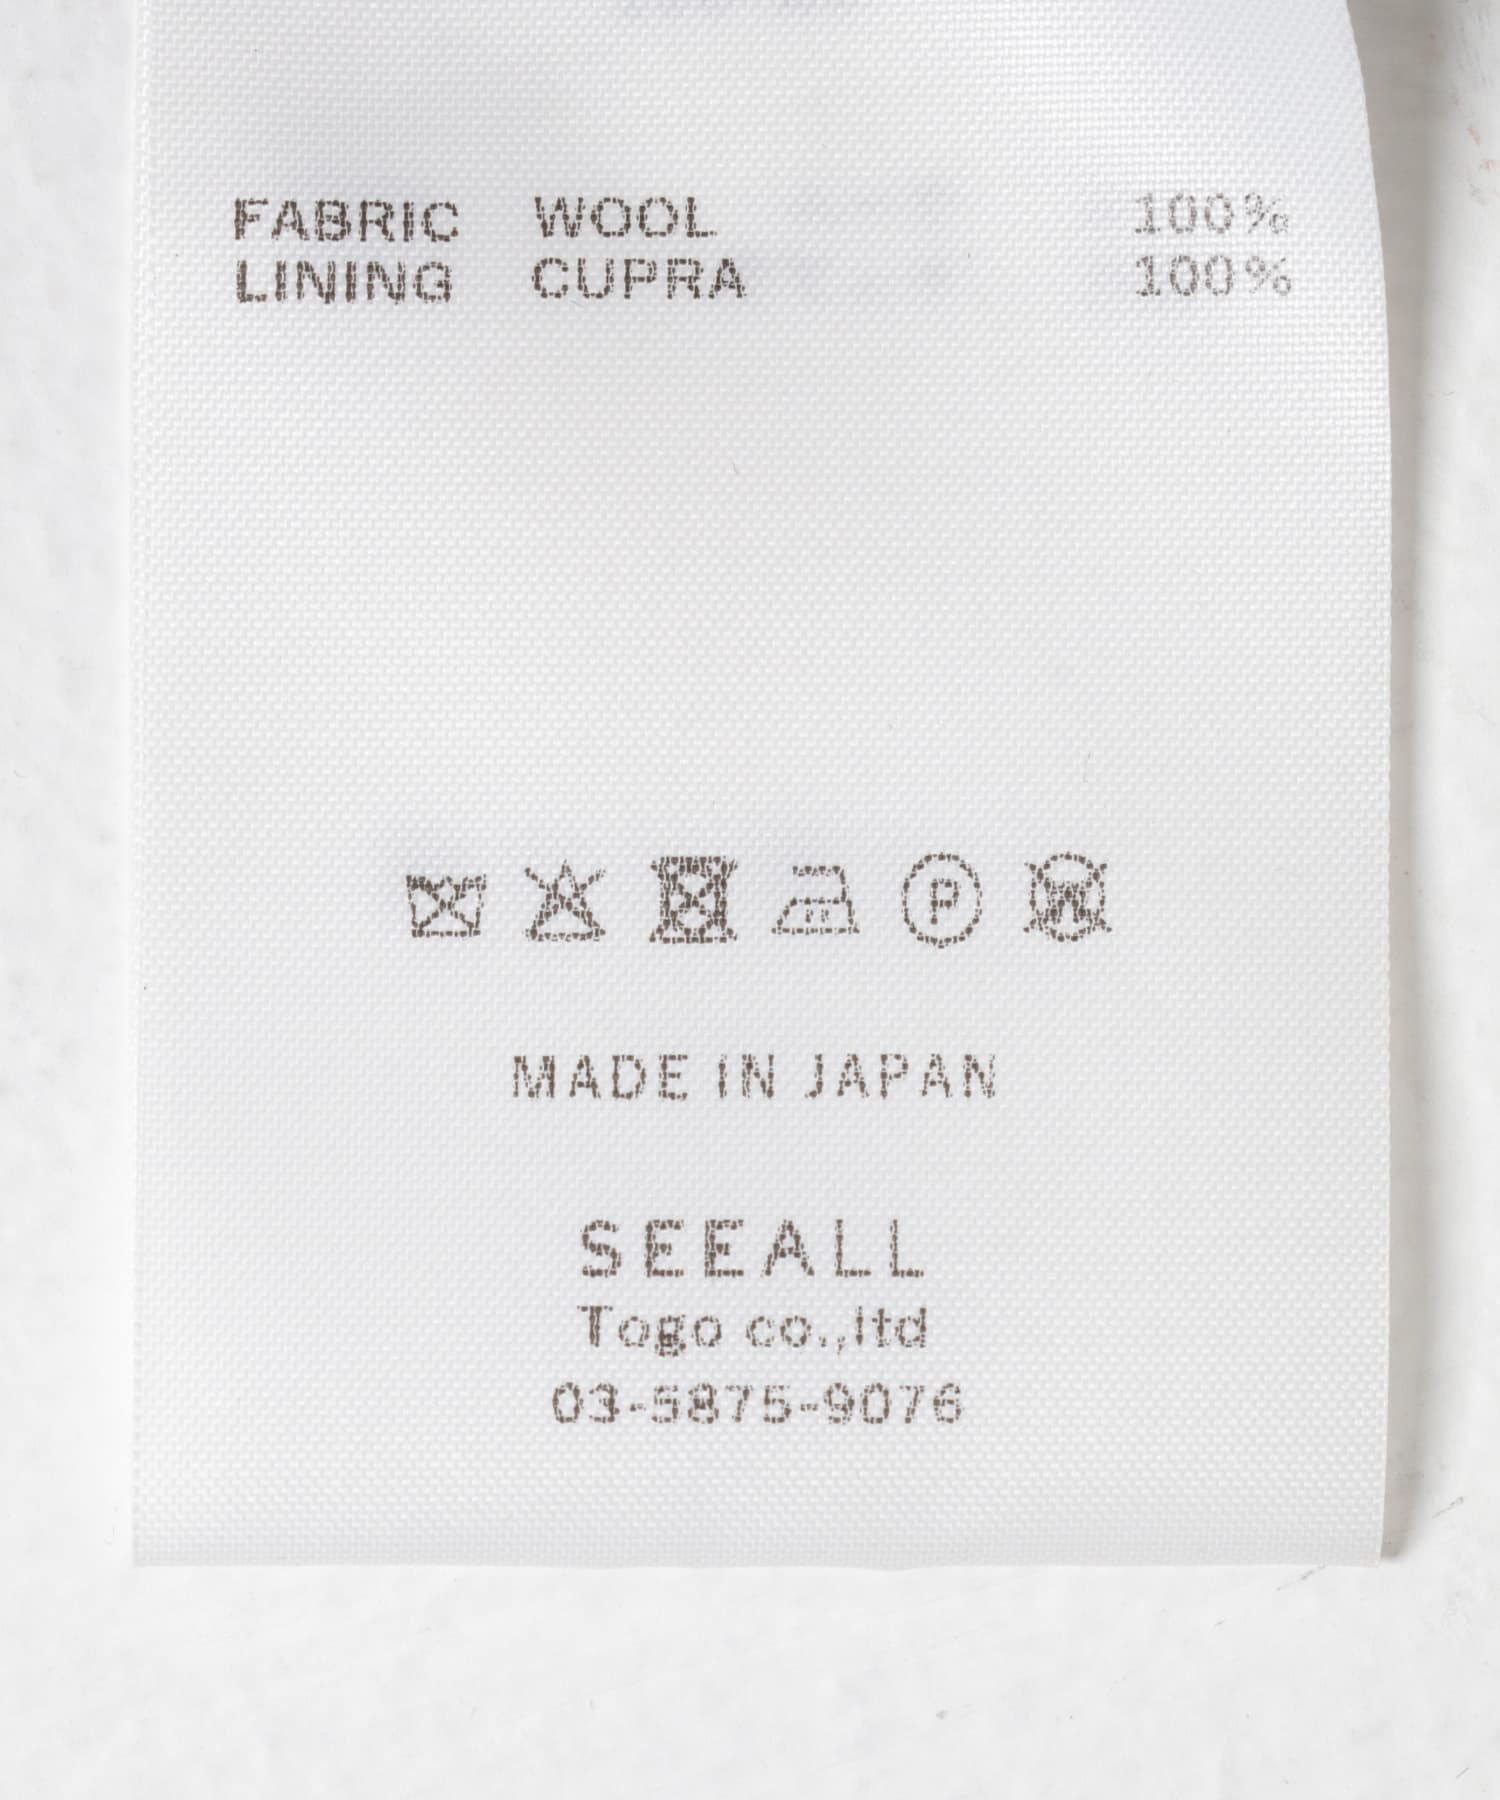 FABRIC WOOL 100%
LINING CUPRA 100%
P W
MADE IN JAPAN
SEEALL
Togo co.,ltd
03-5875-9076